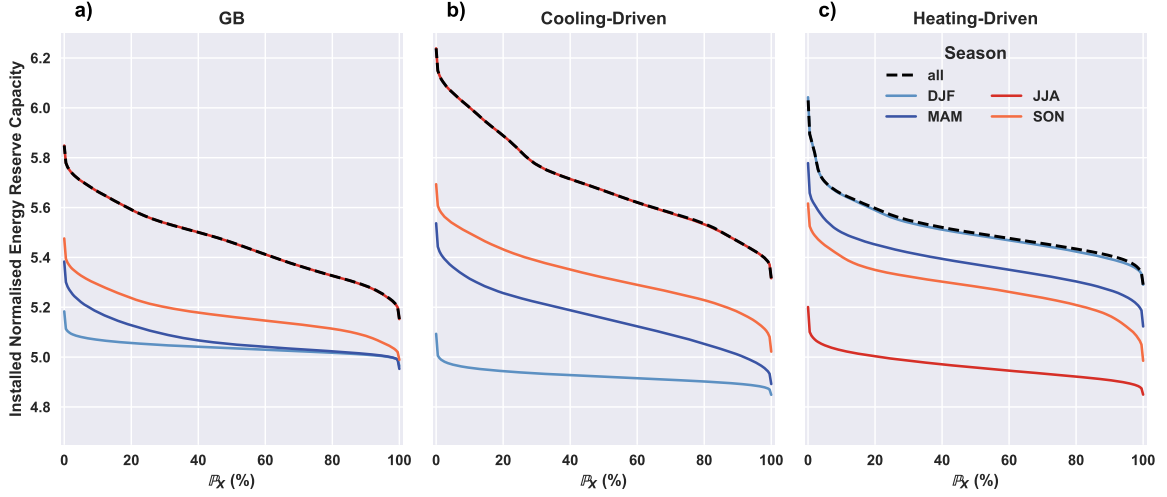 a)
GB
b)
Cooling-Driven
c)
Heating-Driven
Installed Normalised Energy Reserve Capacity
6.2
6.0
5.8
5.6
5.4
5.2
5.0
4.8
Season
all
DJF
JJA
MAM
SON
0 20 40 60 80 100
0 20 40 60 80 100
0 20 40 60 80 100
ℙx (%)
ℙx (%)
ℙx (%)